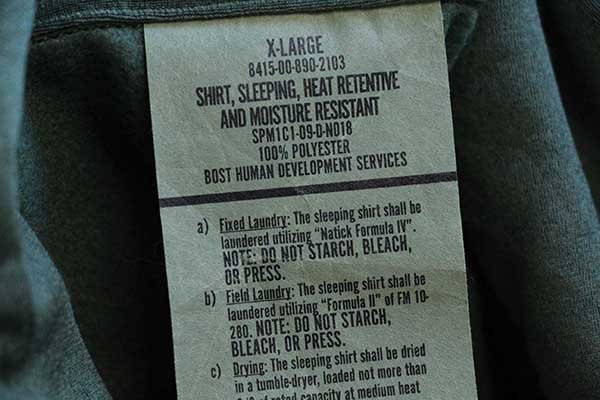 X-LARGE
8415-00-890-2103
SHIRT, SLEEPING, HEAT RETENTIVE
AND MOISTURE RESISTANT
SPM1C1-09-D-N018
100% POLYESTER
BOST HUMAN DEVELOPMENT SERVICES
a) Fixed Laundry: The sleeping shirt shall be
laundered utilizing "Natick Formula IV".
NOTE: DO NOT STARCH, BLEACH,
OR PRESS.
b) Field Laundry: The sleeping shirt shall be
laundered utilizing "Formula II" of FM 10-
280. NOTE: DO NOT STARCH,
BLEACH, OR PRESS.
c) Drying: The sleeping shirt shall be dried
in a tumble-dryer, loaded not more than
of rated capacity at medium heat